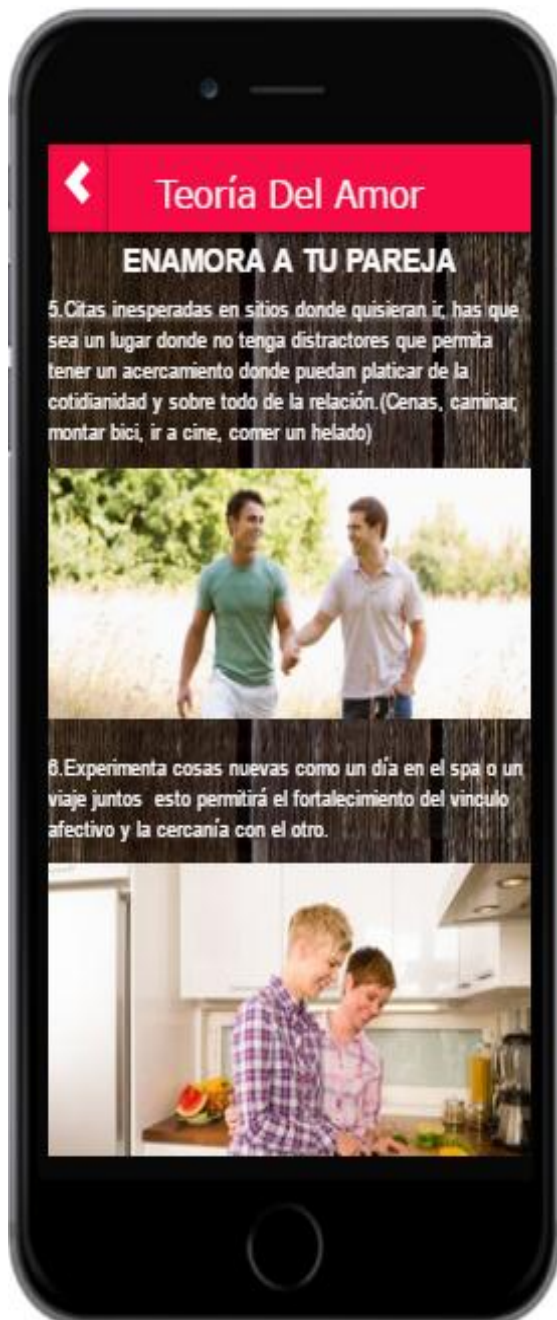 Teoría Del Amor
ENAMORA A TU PAREJA
5.Citas inesperadas en sitios donde quisieran ir, has que
sea un lugar donde no tenga distractores que permita
tener un acercamiento donde puedan platicar de la
cotidianidad y sobre todo de la relación.(Cenas, caminar,
montar bici, ir a cine, comer un helado)
6.Experimenta cosas nuevas como un día en el spa o un
viaje juntos esto permitirá el fortalecimiento del vinculo
afectivo y la cercanía con el otro.